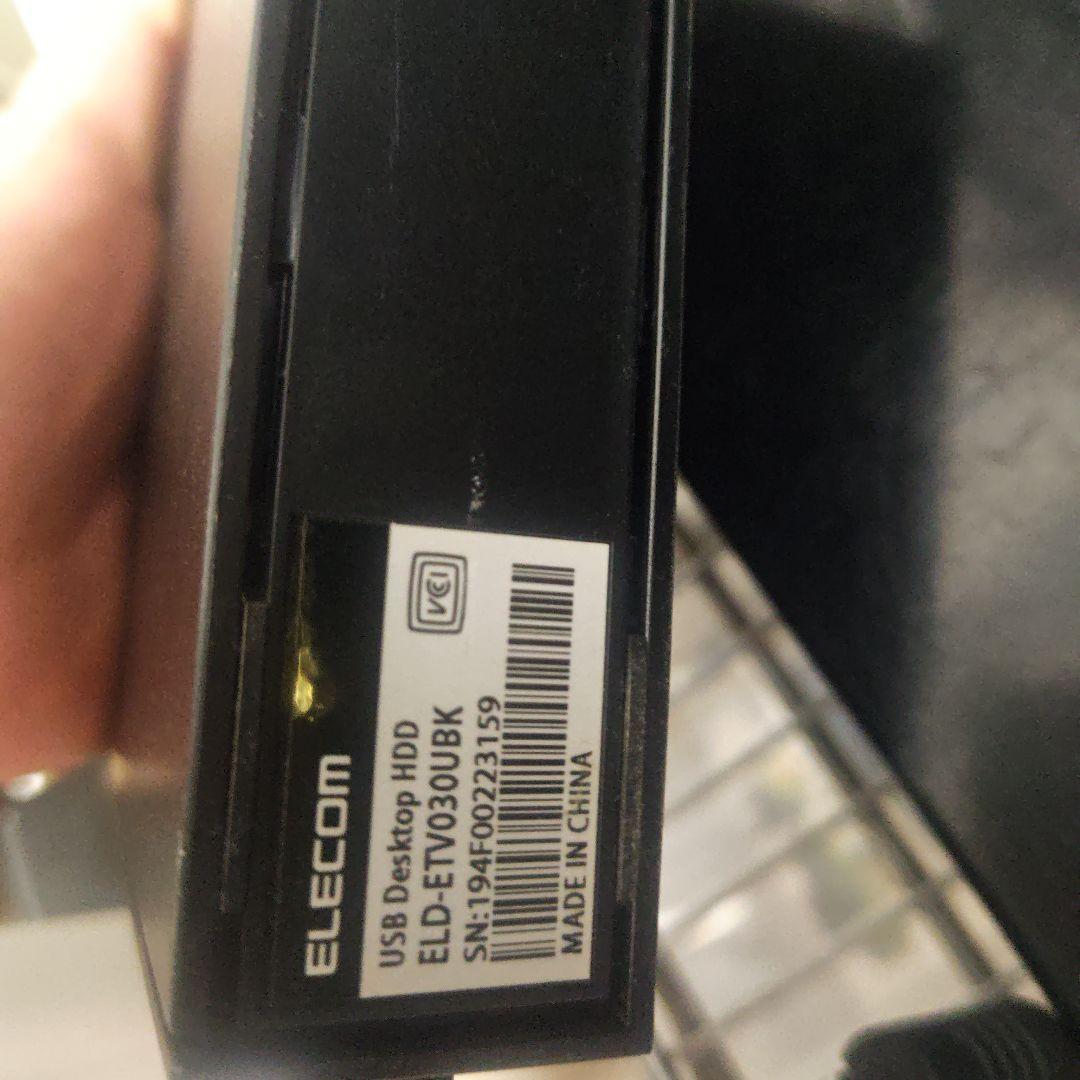 ELECOM
USB Desktop HDD
ELD-ETV030UBK
VCI
SN:194F00223159
MADE IN CHINA